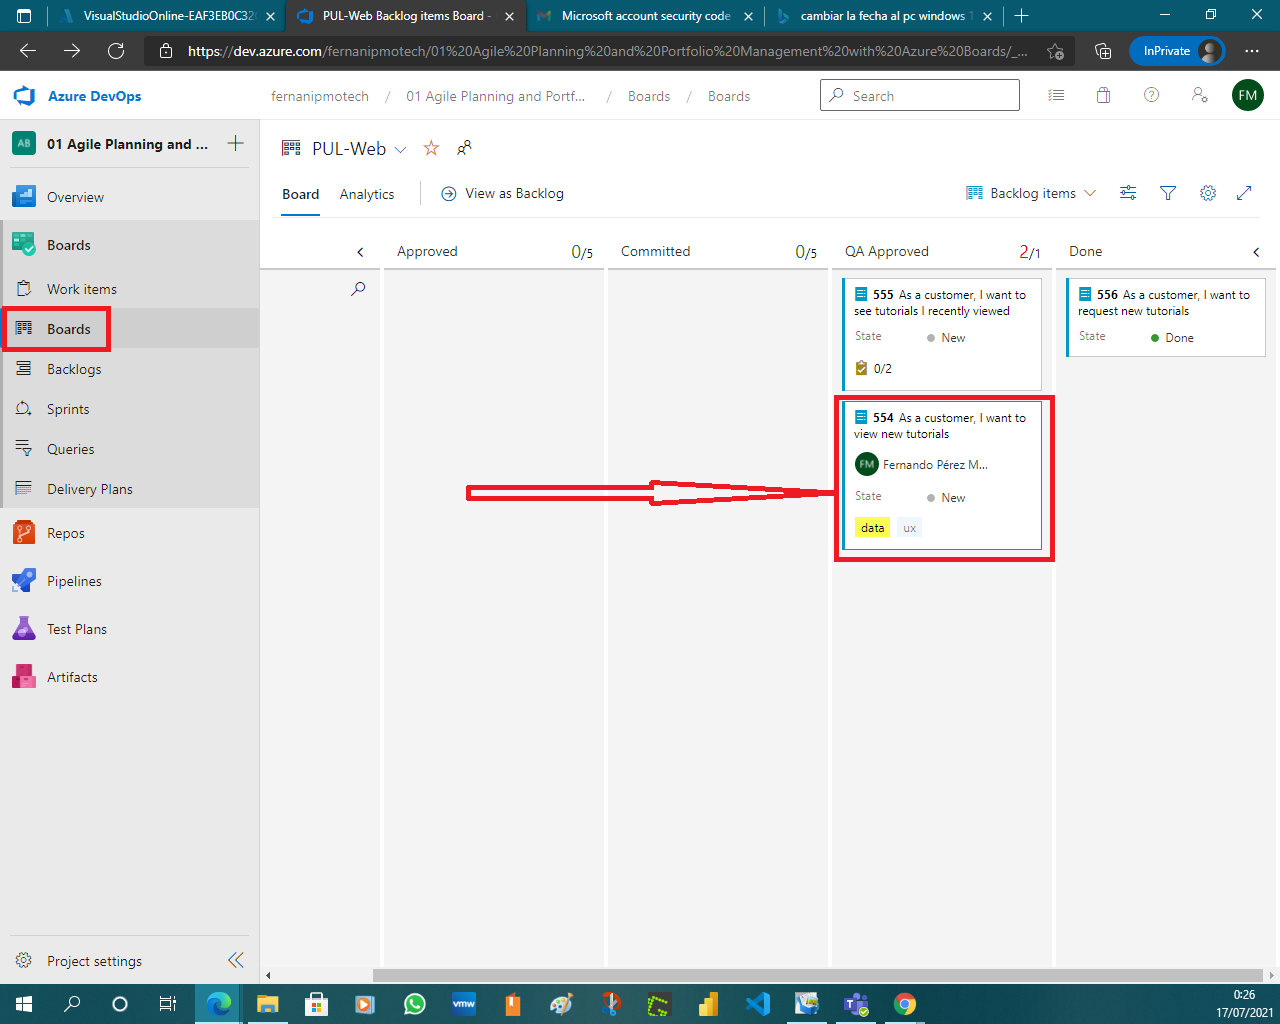 VisualStudioOnline-EAF3EB0C32
PUL-Web Backlog items Board -
Microsoft account security code
cambiar la fecha al pc windows 1
https://dev.azure.com/fernanipmotech/01%20Agile%20Planning%20and%20Portfolio%20Management%20with%20Azure%20Boards/_...
InPrivate
Azure DevOps
fernanipmotech / 01 Agile Planning and Portf... / Boards / Boards
Search
FM
AB 01 Agile Planning and ...
PUL-Web
Overview
Board Analytics View as Backlog
Backlog items
Boards
Work items
Boards
Backlogs
Sprints
Queries
Delivery Plans
Repos
Pipelines
Test Plans
Artifacts
Project settings
Approved 0/5
Committed 0/5
QA Approved 2/1
Done
555 As a customer, I want to
see tutorials I recently viewed
State New
0/2
554 As a customer, I want to
view new tutorials
FM Fernando Pérez M...
State New
data ux
556 As a customer, I want to
request new tutorials
State Done
vmw
0:26
17/07/2021